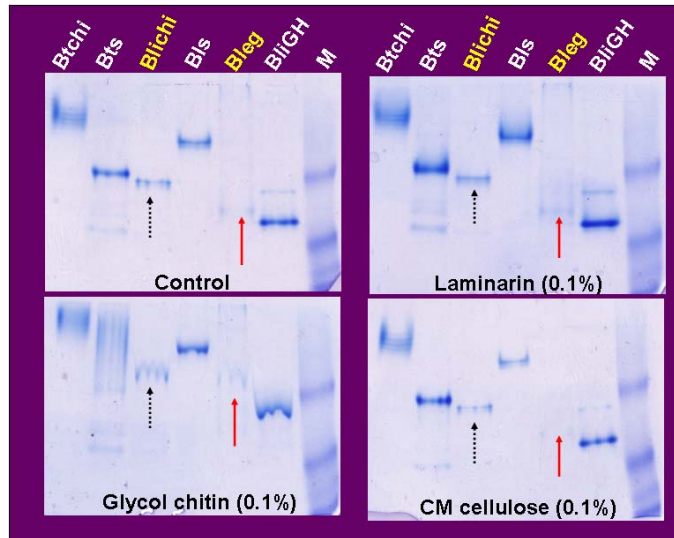 Btchi Bts Blichi Bls Bleg BliGH M
Btchi Bts Blichi Bls Bleg BliGH M
Control
Laminarin (0.1%)
Glycol chitin (0.1%)
CM cellulose (0.1%)